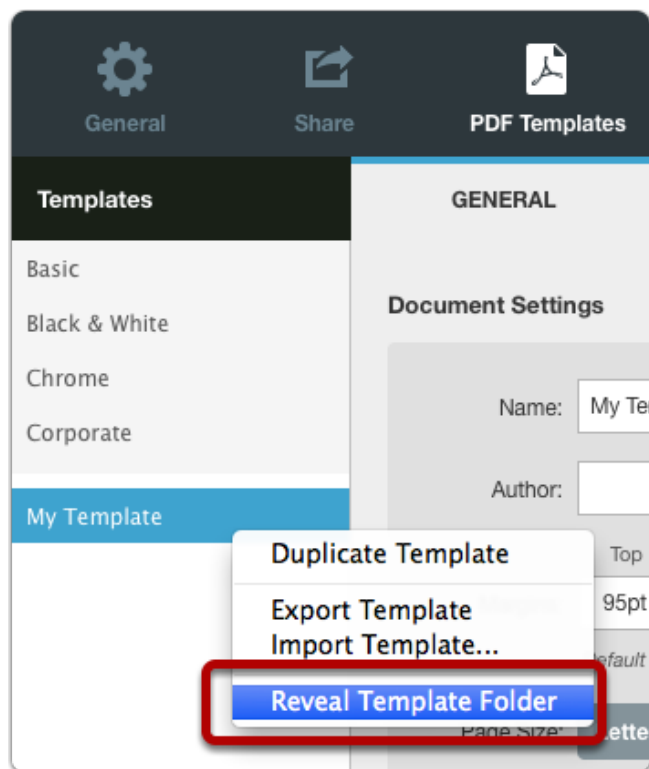 General
Share
PDF Templates
Templates
GENERAL
Basic
Black & White
Document Settings
Chrome
Name:
My
Corporate
Author:
My Template
Duplicate Template
Top
Export Template
95pt
Import Template...
Reveal Template Folder
Page Size: